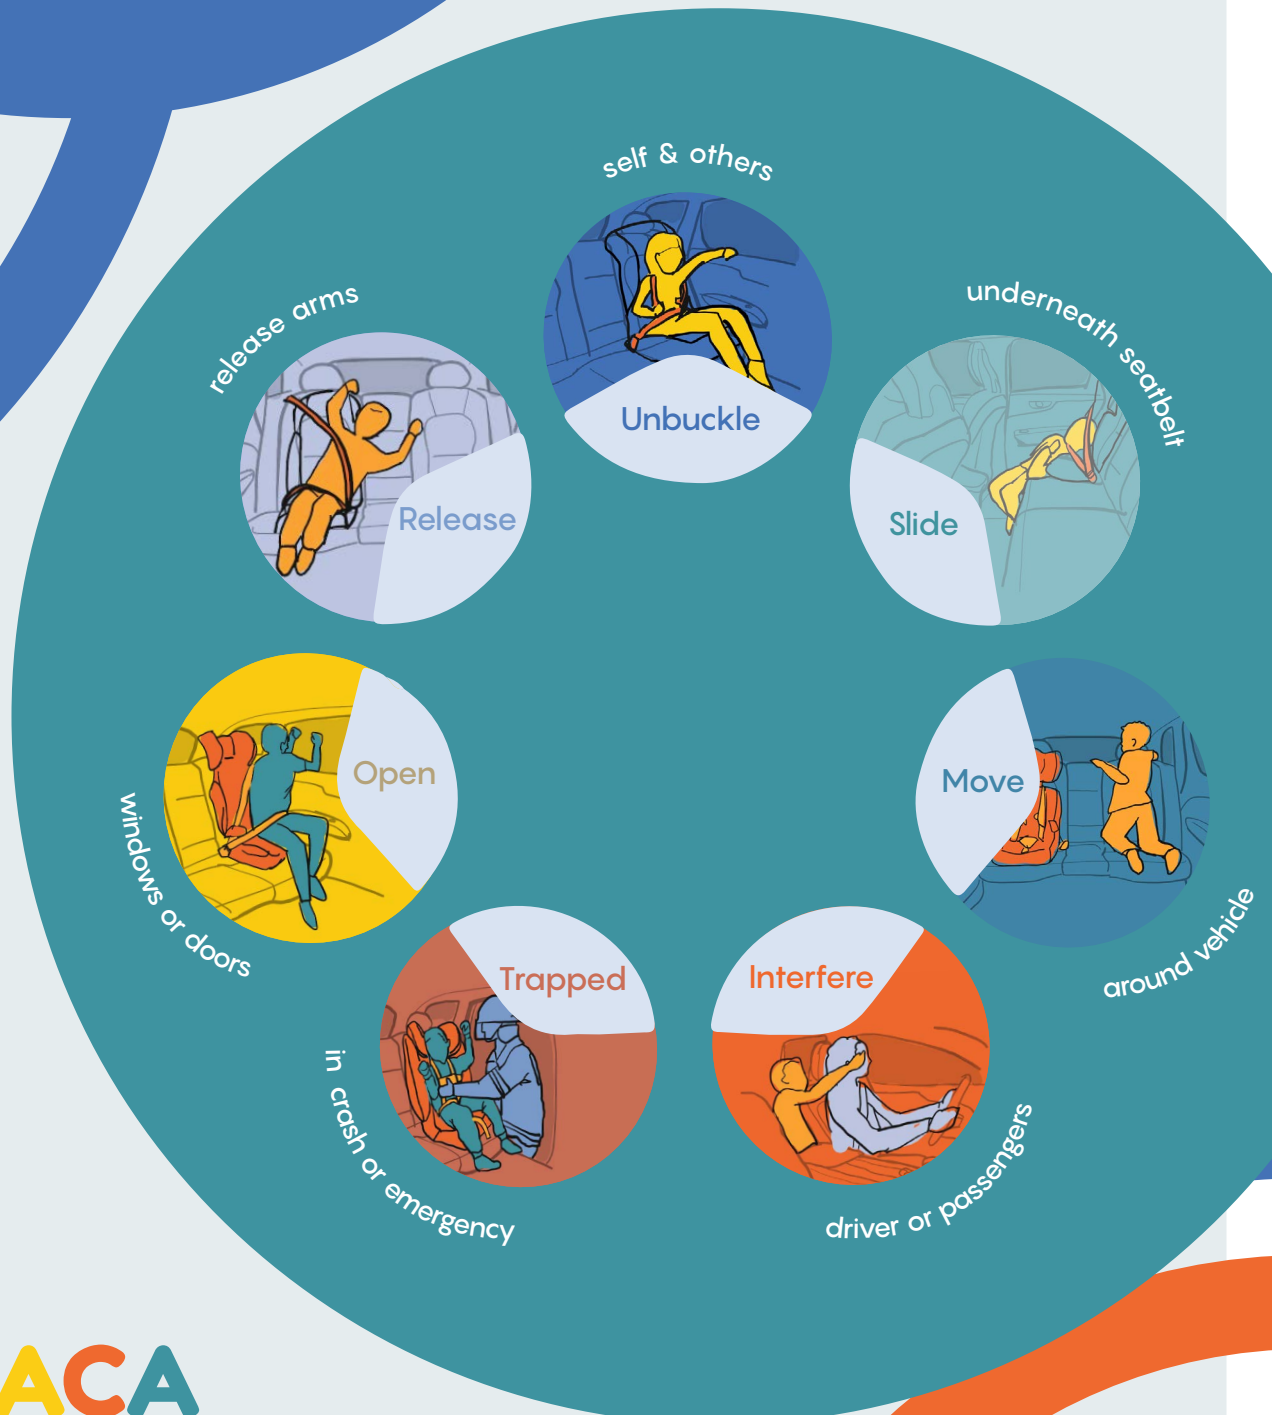 self & others
Unbuckle
underneath seatbelt
Slide
Move
around vehicle
Interfere
driver or passengers
Trapped
in crash or emergency
Open
windows or doors
release arms
Release
ACA